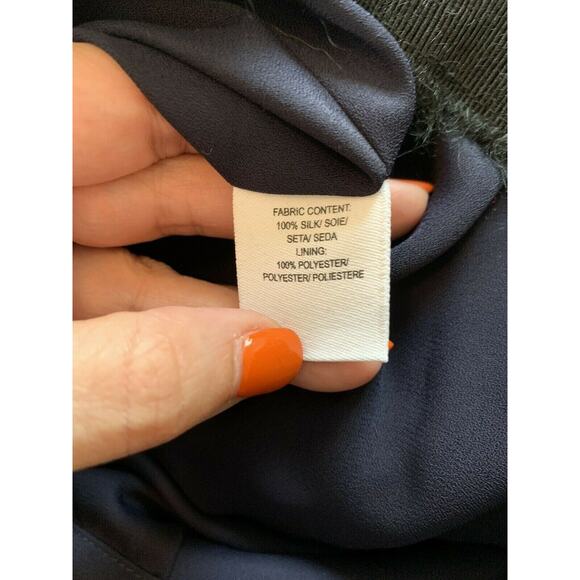 FABRIC CONTENT:
100% SILK/ SOIE/
SETA/ SEDA
LINING:
100% POLYESTER/
POLYESTER/ POLIESTERE